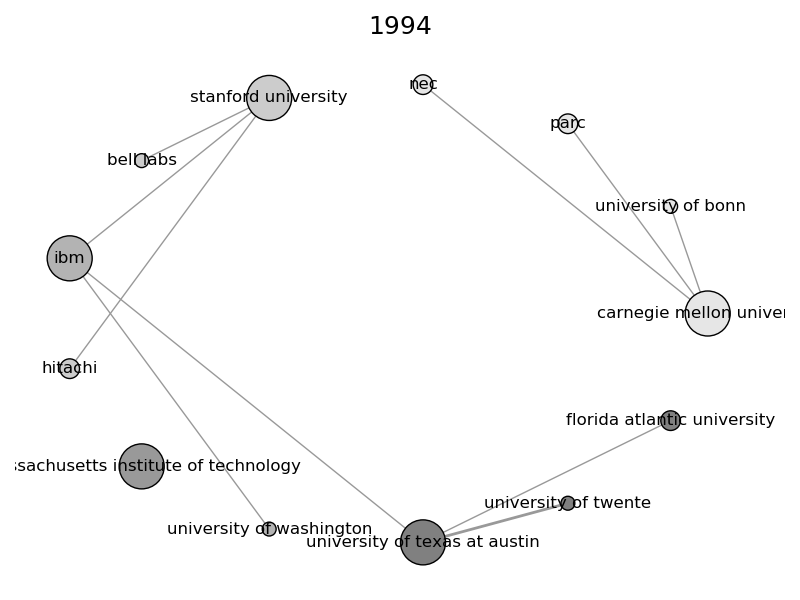 1994
nec
stanford university
parc
bell labs
university of bonn
ibm
carnegie mellon univer
hitachi
florida atlantic university
ssachusetts institute of technology
university of twente
university of washington
university of texas at austin